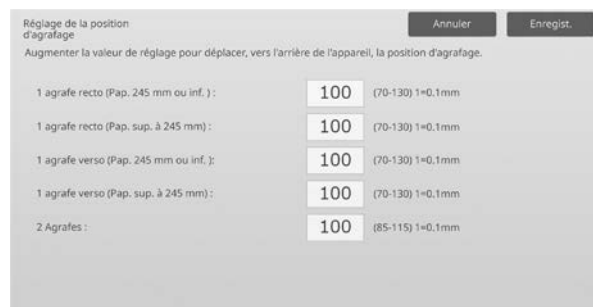 Réglage de la position
d'agrafage
Annuler
Enregist.
Augmenter la valeur de réglage pour déplacer, vers l'arrière de l'appareil, la position d'agrafage.
1 agrafe recto (Pap. 245 mm ou inf. ) : 100 (70-130) 1=0.1mm
1 agrafe recto (Pap. sup. à 245 mm) : 100 (70-130) 1=0.1mm
1 agrafe verso (Pap. 245 mm ou inf. ): 100 (70-130) 1=0.1mm
1 agrafe verso (Pap. sup. à 245 mm) : 100 (70-130) 1=0.1mm
2 Agrafes : 100 (85-115) 1=0.1mm